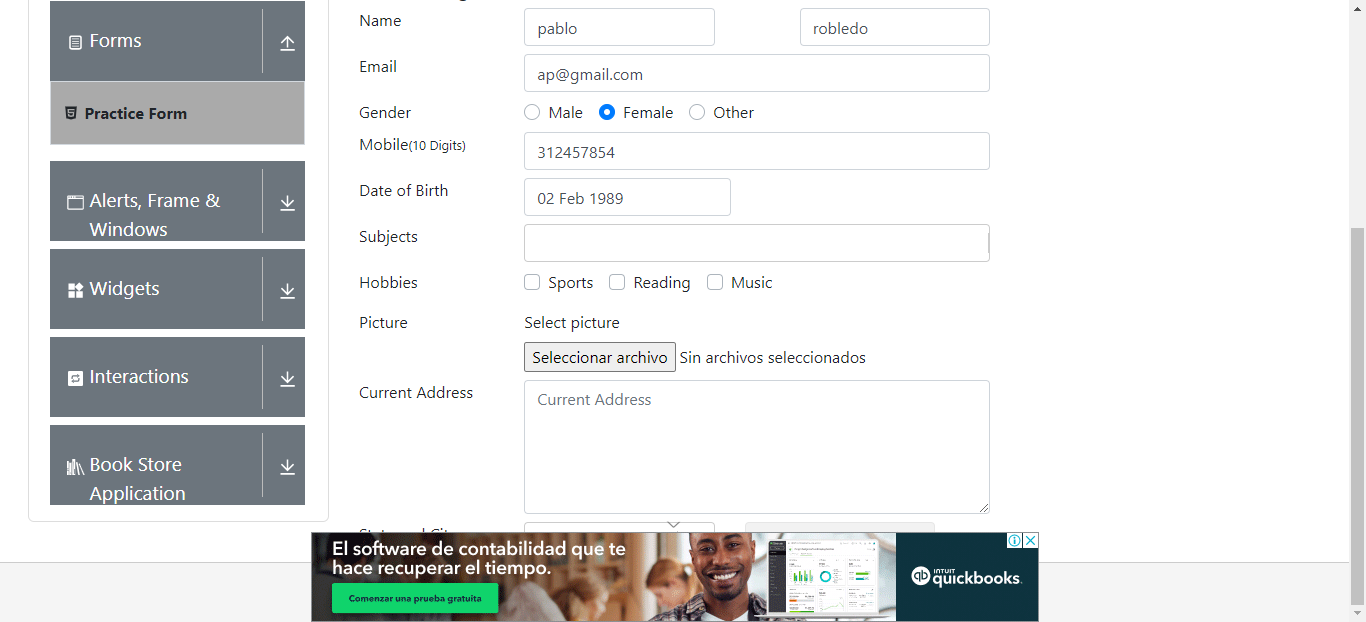 Forms
Practice Form
Alerts, Frame &
Windows
Widgets
Interactions
Book Store
Application
Name
pablo
robledo
Email
ap@gmail.com
Gender
Male
Female
Other
Mobile(10 Digits)
312457854
Date of Birth
02 Feb 1989
Subjects
Hobbies
Sports
Reading
Music
Picture
Select picture
Seleccionar archivo
Sin archivos seleccionados
Current Address
Current Address
El software de contabilidad que te
hace recuperar el tiempo.
Comenzar una prueba gratuita
INTUIT
quickbooks.